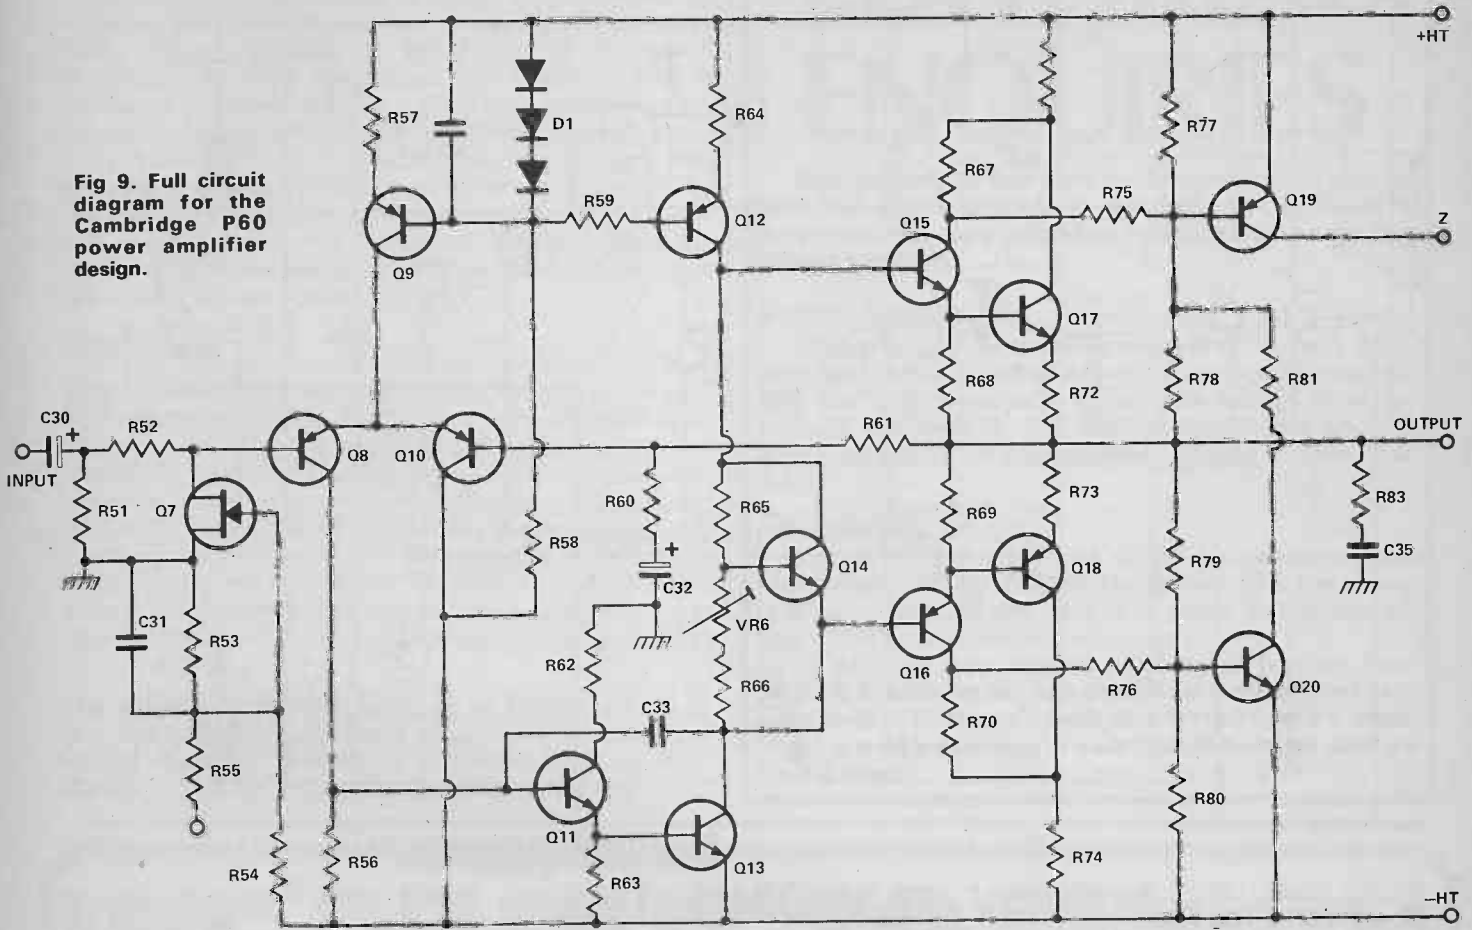 +HT
R57
D1
R64
R77
R67
Fig 9. Full circuit
diagram for the
Cambridge P60
power amplifier
design.
R59
R75
Q12
Q19
Q15
Z
Q9
Q17
R68
R72
R78
R81
C30
+
R52
R61
OUTPUT
INPUT
Q8
Q10
R51
Q7
R60
R65
R69
R73
R83
+
R58
Q14
Q18
R79
C35
C32
C31
R53
VR6
R62
Q16
R76
Q20
R66
C33
R70
R55
R80
Q11
R54
R56
R63
Q13
R74
–HT